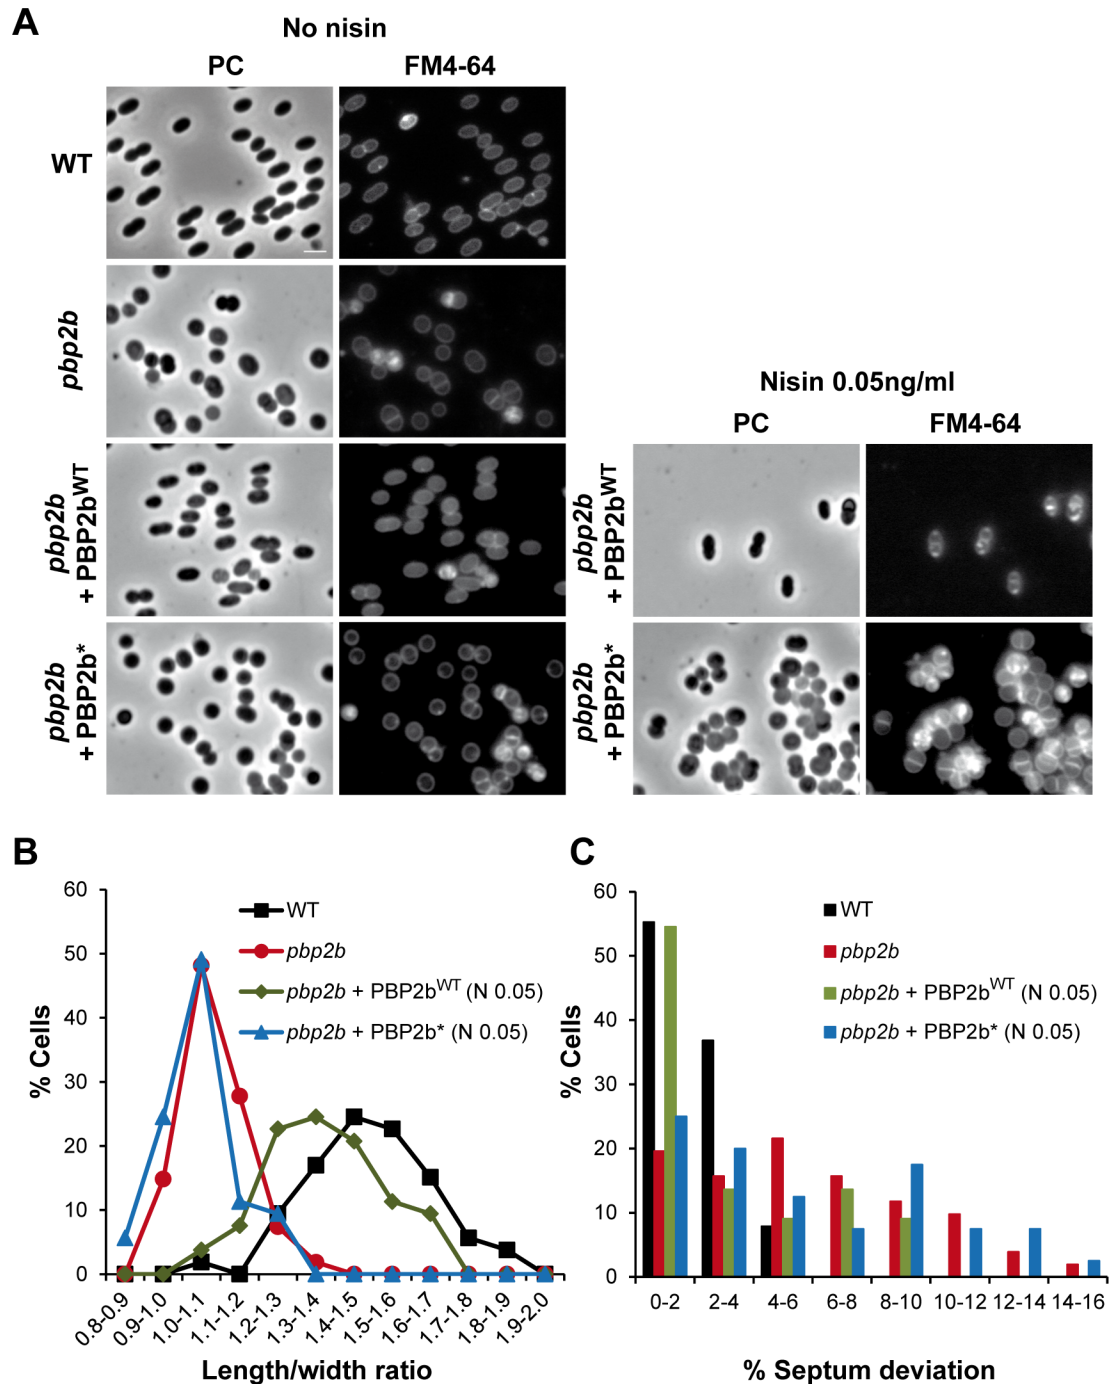 A
No nisin
PC FM4-64
WT
pbp2b
pbp2b
+ PBP2bWT
pbp2b
+ PBP2b*
Nisin 0.05ng/ml
PC FM4-64
pbp2b
+ PBP2bWT
pbp2b
+ PBP2b*
B
% Cells
60
50
40
30
20
10
0
WT
pbp2b
pbp2b + PBP2bWT (N 0.05)
pbp2b + PBP2b* (N 0.05)
0.8-0.9 0.9-1.0 1.0-1.1 1.1-1.2 1.2-1.3 1.3-1.4 1.4-1.5 1.5-1.6 1.6-1.7 1.7-1.8 1.8-1.9 1.9-2.0
Length/width ratio
C
% Cells
60
50
40
30
20
10
0
WT
pbp2b
pbp2b + PBP2bWT (N 0.05)
pbp2b + PBP2b* (N 0.05)
0-2 2-4 4-6 6-8 8-10 10-12 12-14 14-16
% Septum deviation